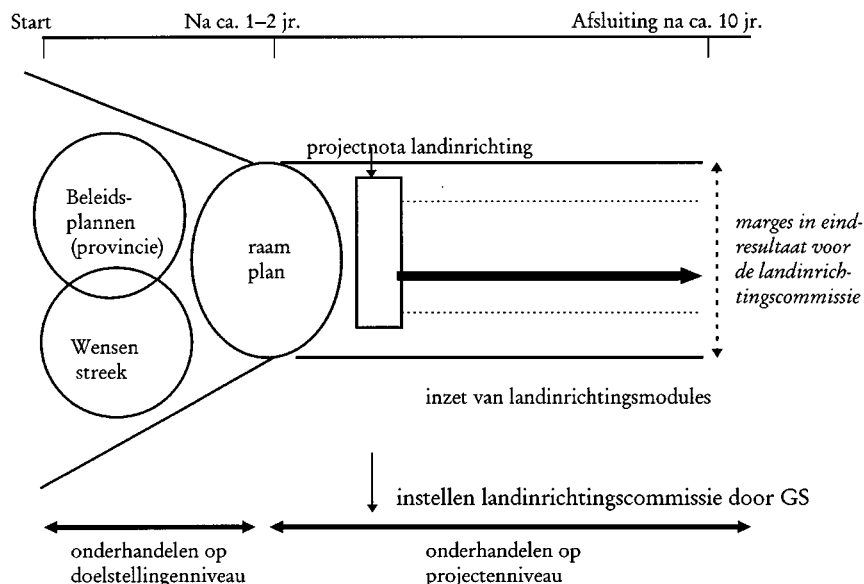 Start
Na ca. 1–2 jr.
Afsluiting na ca. 10 jr.
projectnota landinrichting
Beleids-
plannen
(provincie)
raam
plan
Wensen
streek
marges in eind-
resultaat voor
de landinrich-
tingscommissie
inzet van landinrichtingsmodules
instellen landinrichtingscommissie door GS
onderhandelen op
doelstellingenniveau
onderhandelen op
projectenniveau